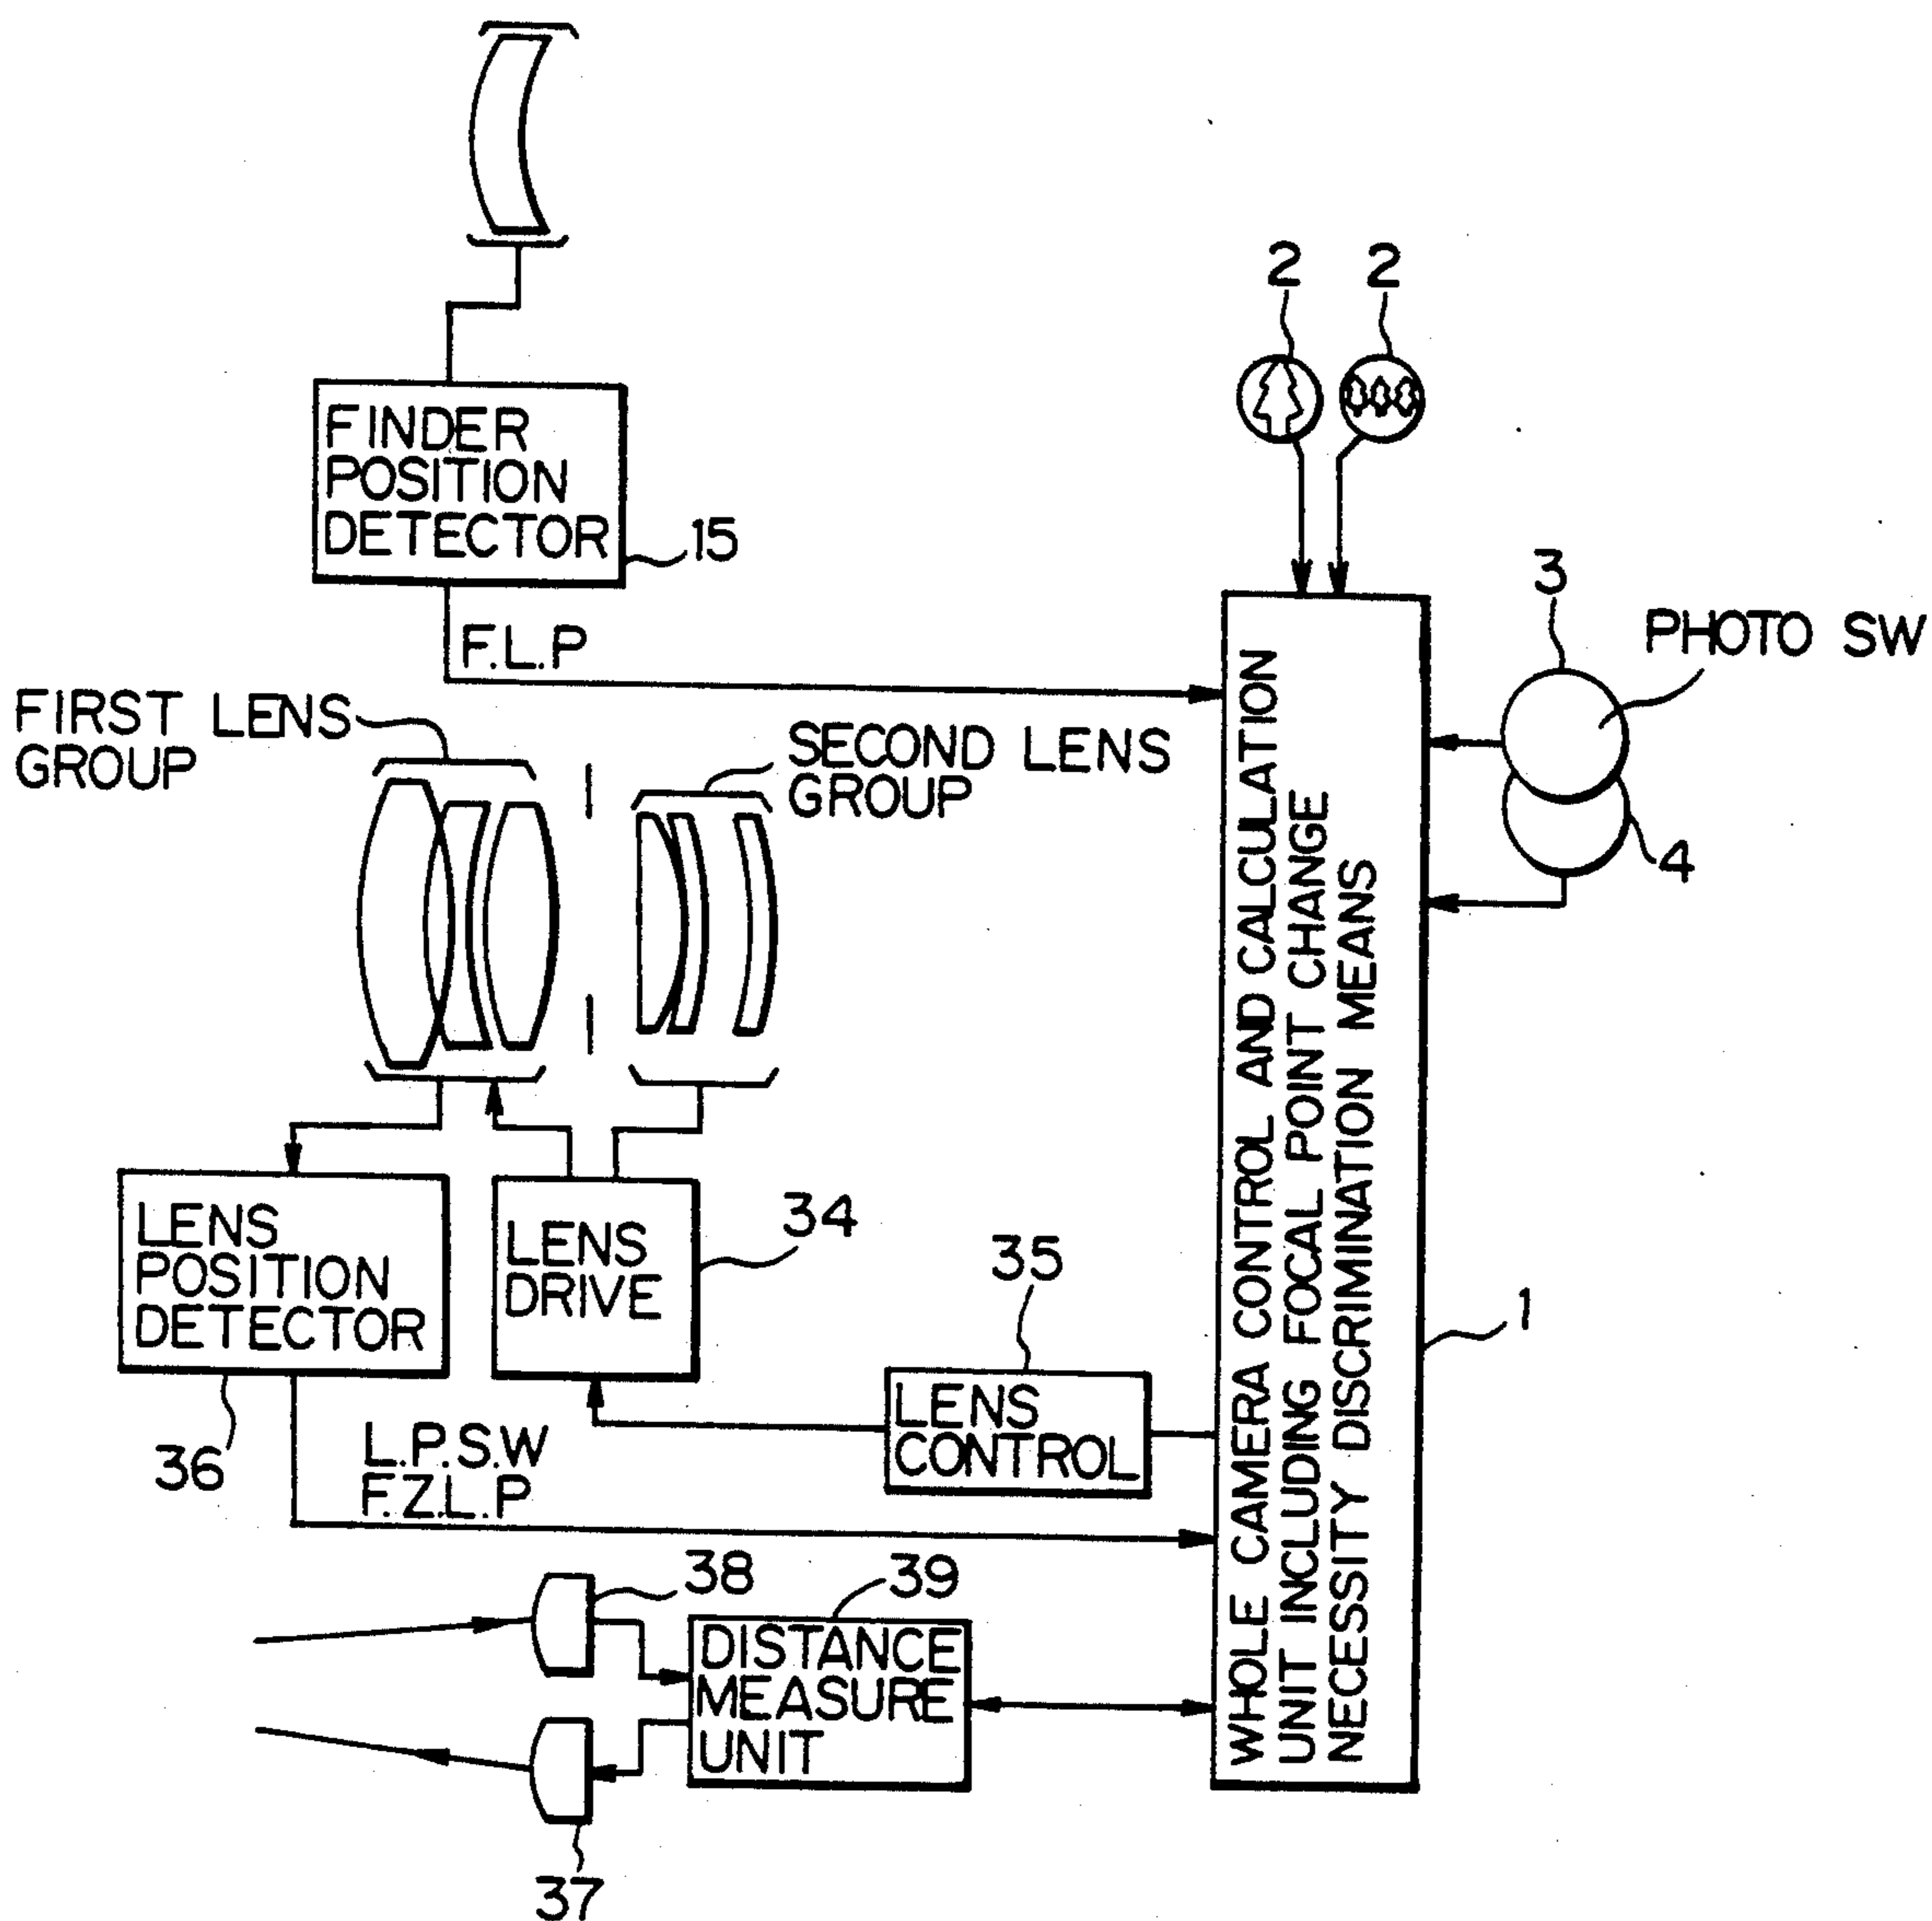 2 2
FINDER
POSITION
DETECTOR
15
3
PHOTO SW
F.L.P
FIRST LENS
GROUP
SECOND LENS
GROUP
4
WHOLE CAMERA CONTROL AND CALCULATION
UNIT INCLUDING FOCAL POINT CHANGE
NECESSITY DISCRIMINATION MEANS
LENS
POSITION
DETECTOR
LENS
DRIVE
34
35
1
LENS
CONTROL
36
L.P.S.W
F.Z.L.P
38
39
DISTANCE
MEASURE
UNIT
37